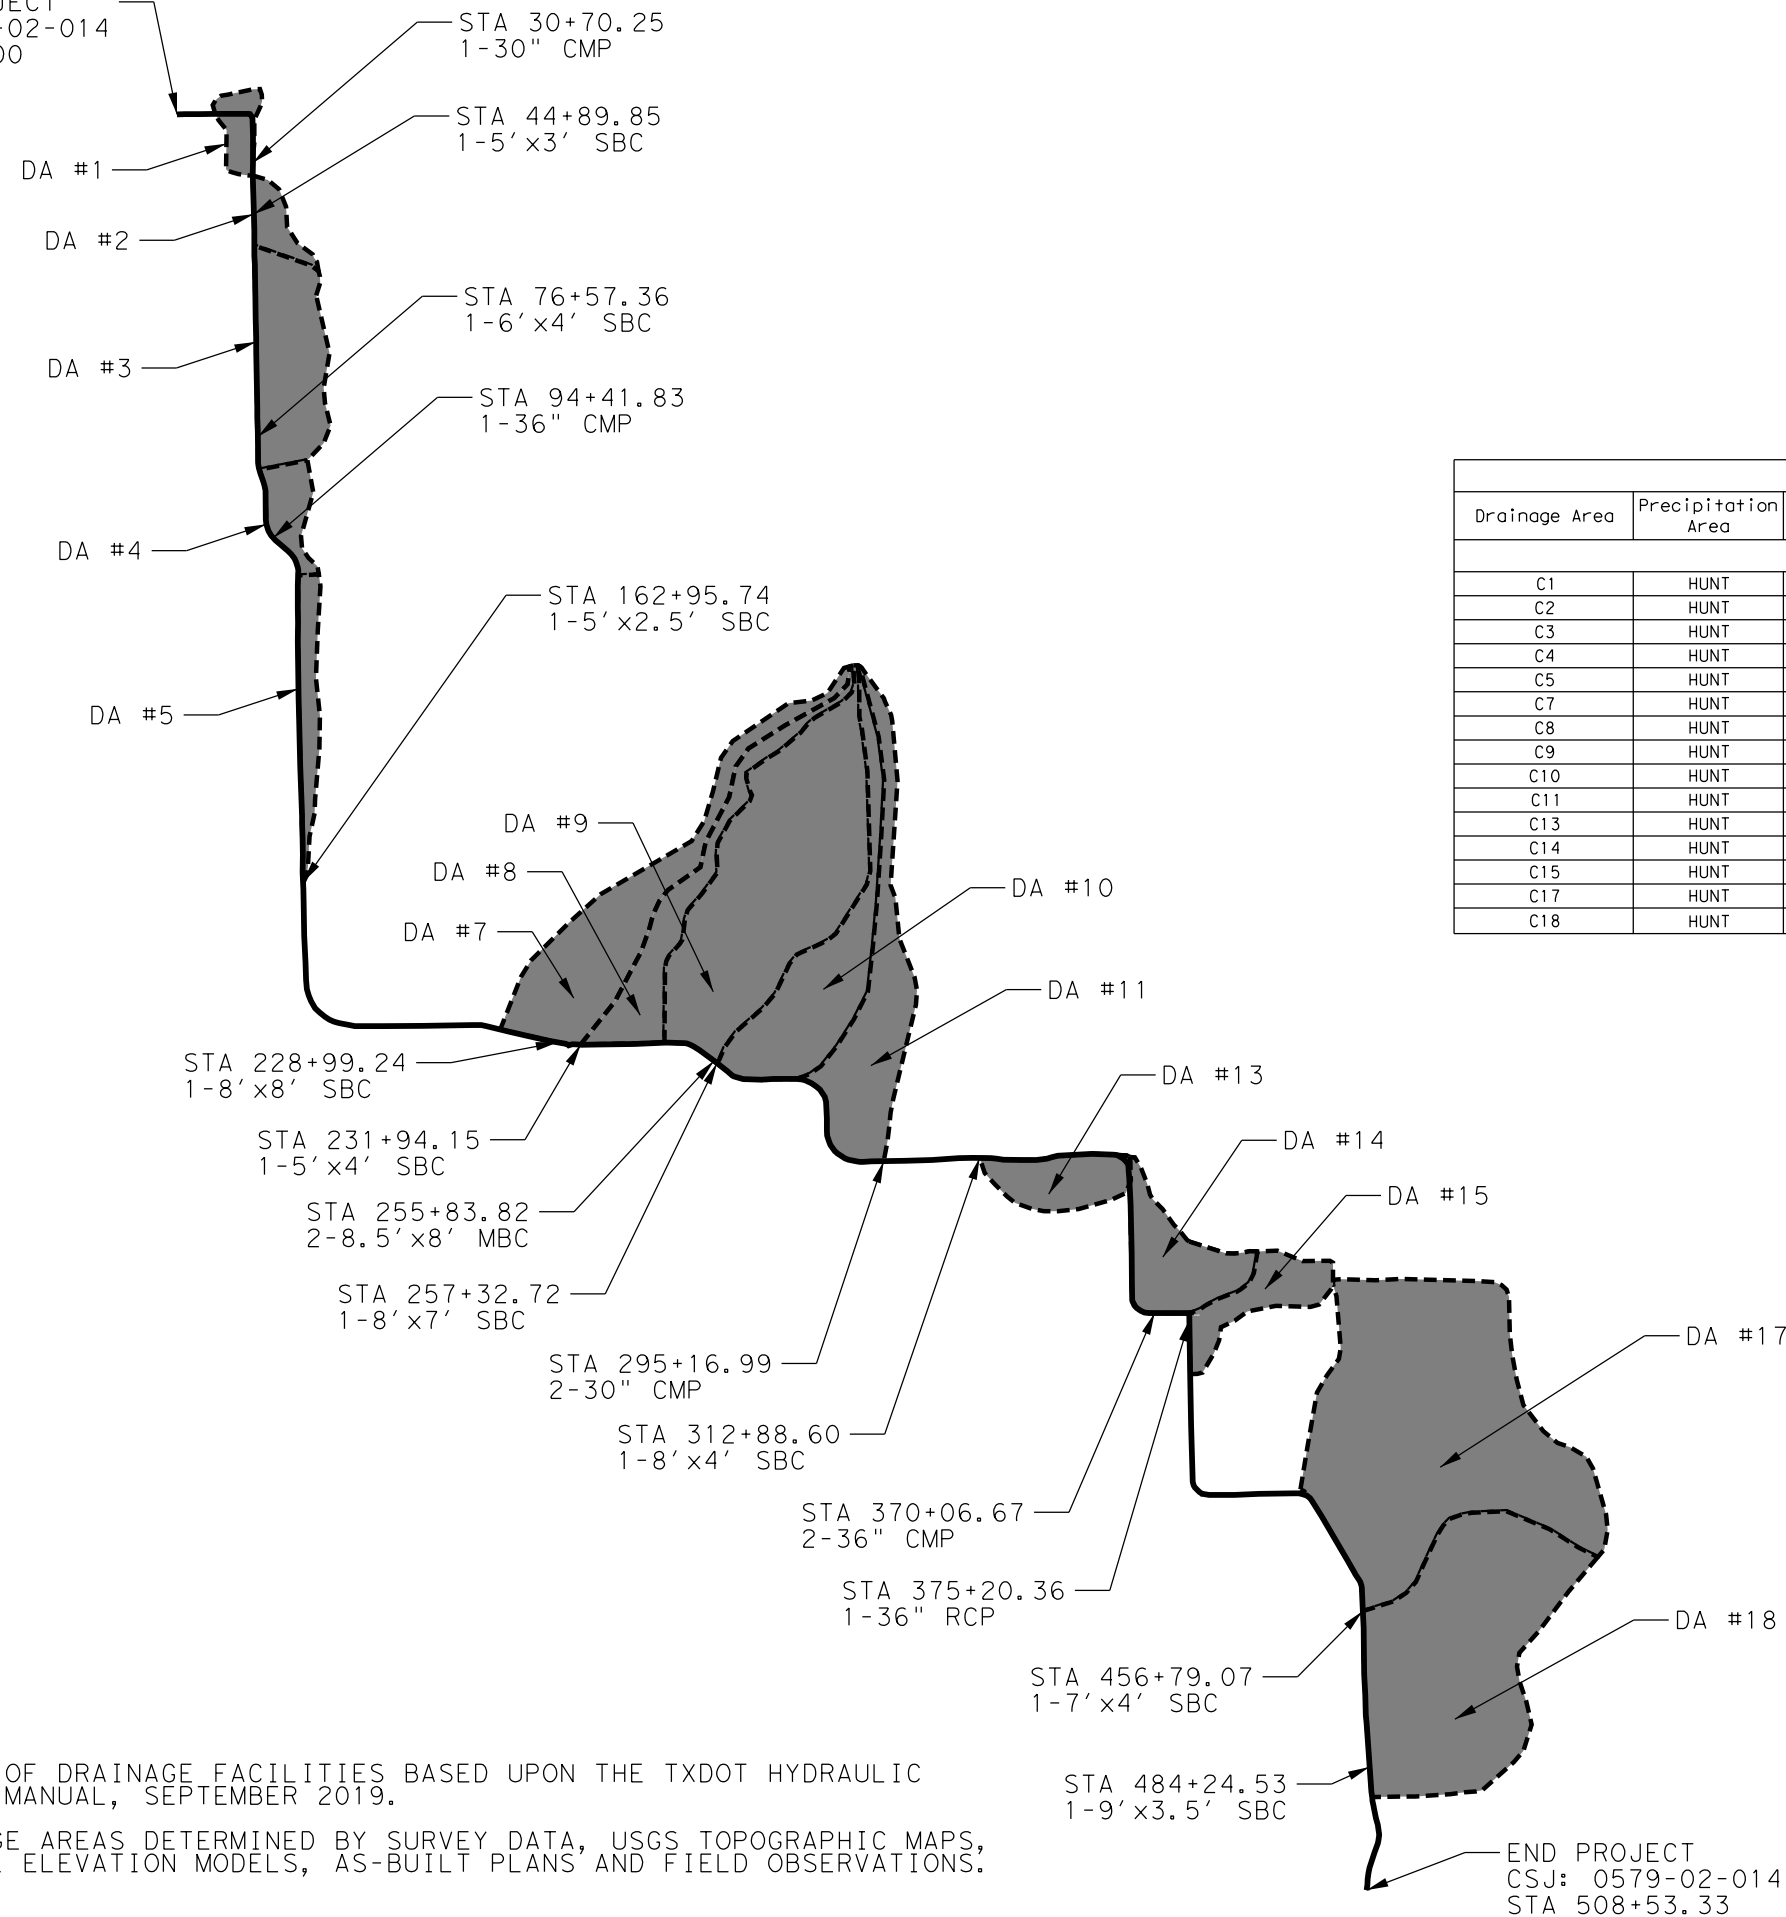 -02-014
STA 30+70.25
1-30" CMP
STA 44+89.85
1-5'x3' SBC
DA #1
DA #2
STA 76+57.36
1-6'x4' SBC
DA #3
STA 94+41.83
1-36" CMP
DA #4
STA 162+95.74
1-5'x2.5' SBC
DA #5
DA #9
DA #8
DA #7
DA #10
DA #11
STA 228+99.24
1-8'x8' SBC
DA #13
STA 231+94.15
1-5'x4' SBC
DA #14
DA #15
STA 255+83.82
2-8.5'x8' MBC
STA 257+32.72
1-8'x7' SBC
DA #17
STA 295+16.99
2-30" CMP
STA 312+88.60
1-8'x4' SBC
STA 370+06.67
2-36" CMP
STA 375+20.36
1-36" RCP
DA #18
STA 456+79.07
1-7'x4' SBC
STA 484+24.53
1-9'x3.5' SBC
END PROJECT
CSJ: 0579-02-014
STA 508+53.33
Drainage Area Precipitation
Area
C1 HUNT
C2 HUNT
C3 HUNT
C4 HUNT
C5 HUNT
C7 HUNT
C8 HUNT
C9 HUNT
C10 HUNT
C11 HUNT
C13 HUNT
C14 HUNT
C15 HUNT
C17 HUNT
C18 HUNT
OF DRAINAGE FACILITIES BASED UPON THE TXDOT HYDRAULIC
MANUAL, SEPTEMBER 2019.
AREAS DETERMINED BY SURVEY DATA, USGS TOPOGRAPHIC MAPS,
ELEVATION MODELS, AS-BUILT PLANS AND FIELD OBSERVATIONS.